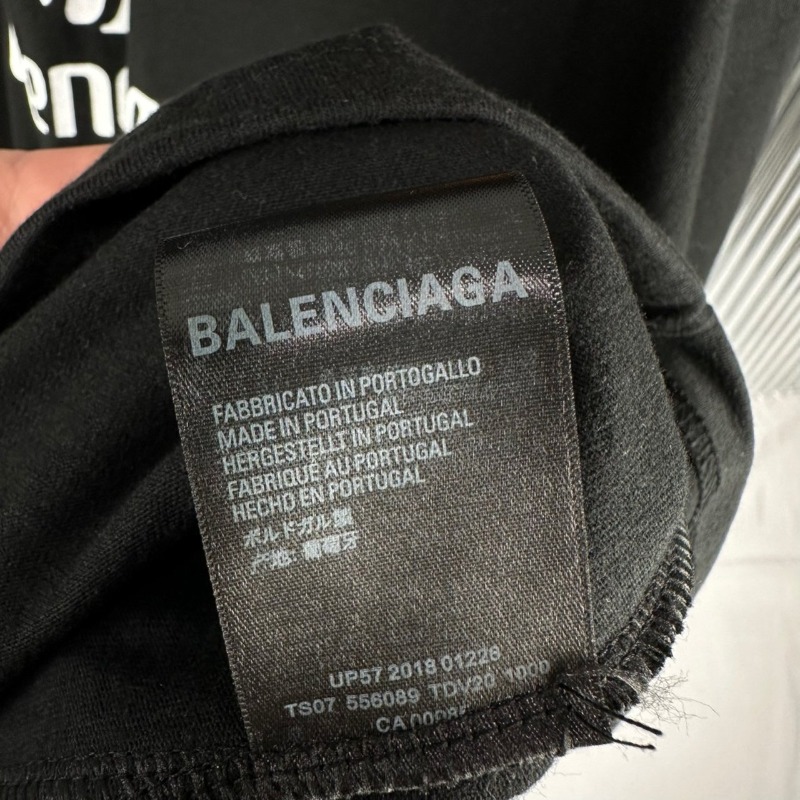 BALENCIAGA
FABBRICATO IN PORTOGALLO
MADE IN PORTUGAL
HERGESTELLT IN PORTUGAL
FABRIQUÉ AU PORTUGAL
HECHO EN PORTUGAL
ポルトガル製
产地: 葡萄牙
UP57 2018 01228
TS07 556089 TDV20 1000